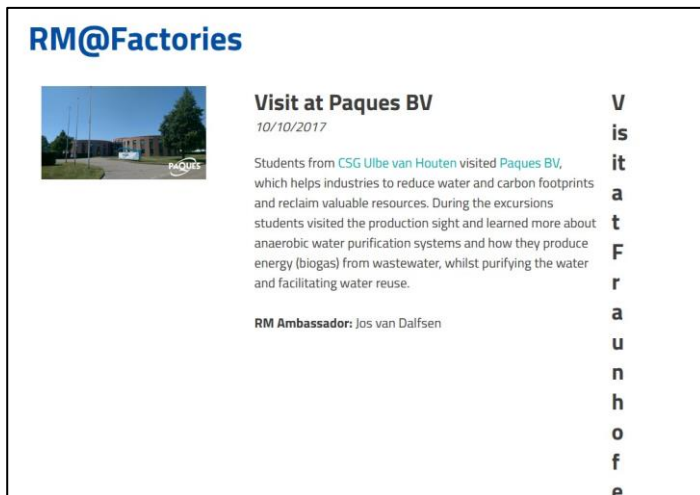 RM@Factories
PAQUES
Visit at Paques BV
10/10/2017
Students from CSG Ulbe van Houten visited Paques BV,
which helps industries to reduce water and carbon footprints
and reclaim valuable resources. During the excursions
students visited the production sight and learned more about
anaerobic water purification systems and how they produce
energy (biogas) from wastewater, whilst purifying the water
and facilitating water reuse.
RM Ambassador: Jos van Dalfsen
V
is
it
a
t
F
r
a
u
n
h
o
f
e